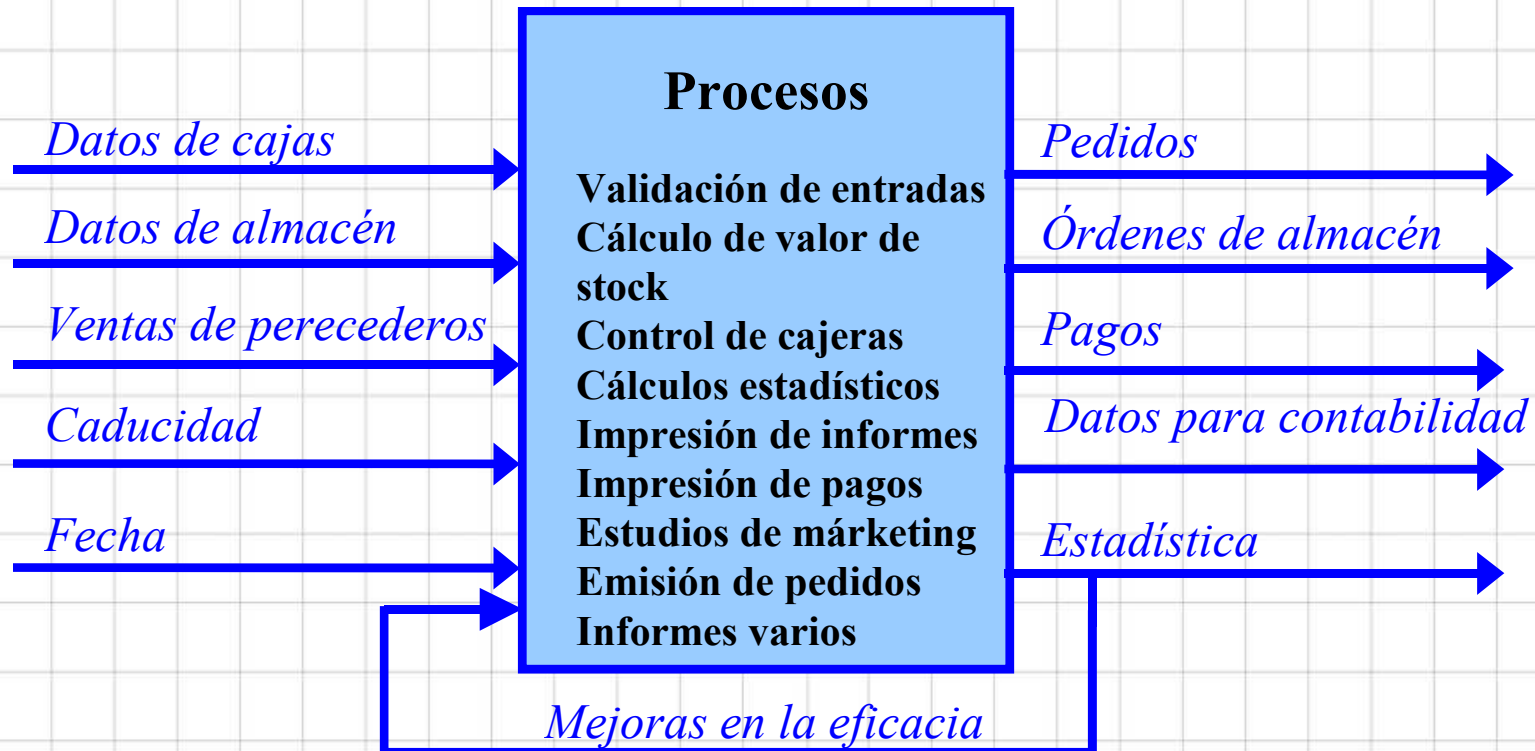 Datos de cajas
Datos de almacén
Ventas de perecederos
Caducidad
Fecha
Procesos
Validación de entradas
Cálculo de valor de
stock
Control de cajeras
Cálculos estadísticos
Impresión de informes
Impresión de pagos
Estudios de márketing
Emisión de pedidos
Informes varios
Pedidos
Órdenes de almacén
Pagos
Datos para contabilidad
Estadística
Mejoras en la eficacia